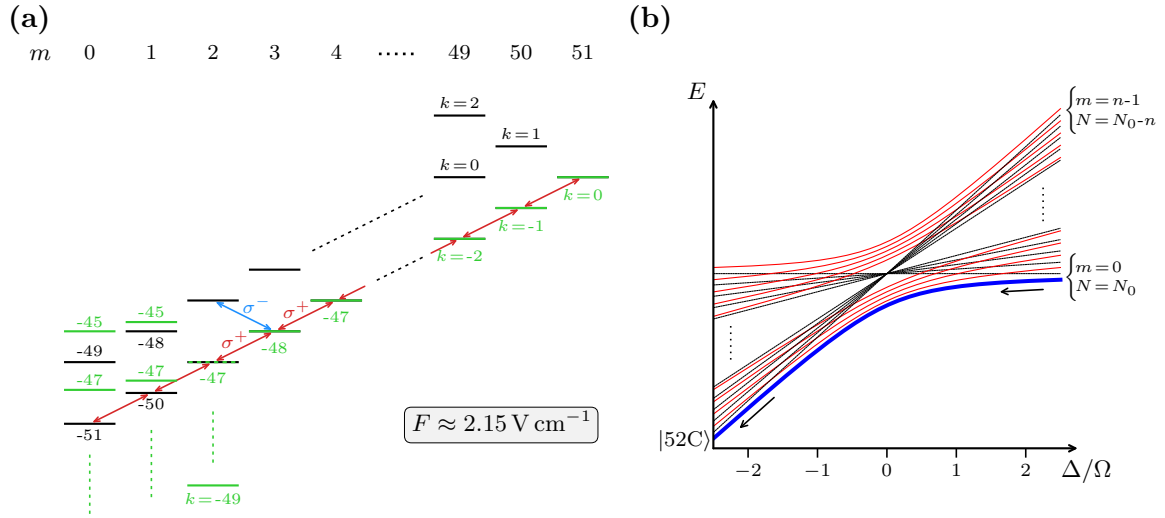 (a)
m 0 1 2 3 4 ····· 49 50 51
k = 2
k = 1
k = 0
k = 0
k = -1
k = -2
σ⁻
σ⁺
-47
σ⁺
-48
-45
-45
-48
-49
-47
-47
-47
-50
-51
F ≈ 2.15 V cm⁻¹
k = -49
(b)
E
m = n-1
N = N₀-n
m = 0
N = N₀
|52C⟩
-2 -1 0 1 2 Δ/Ω